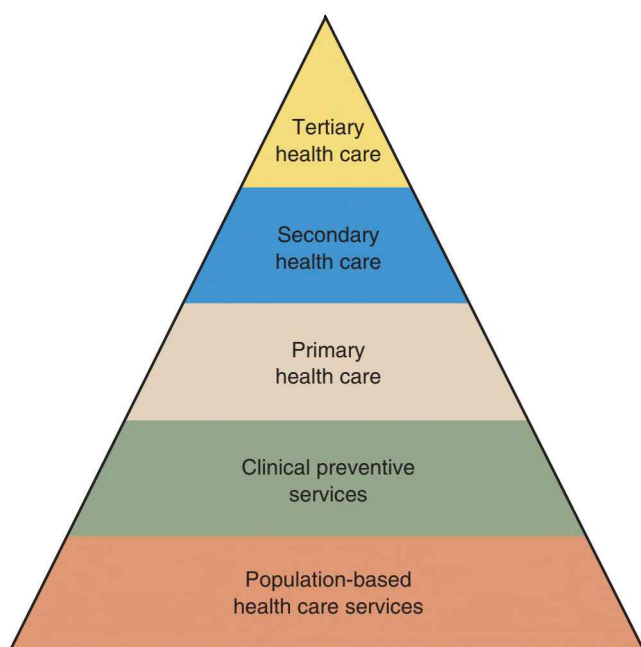 Tertiary
health care
Secondary
health care
Primary
health care
Clinical preventive
services
Population-based
health care services